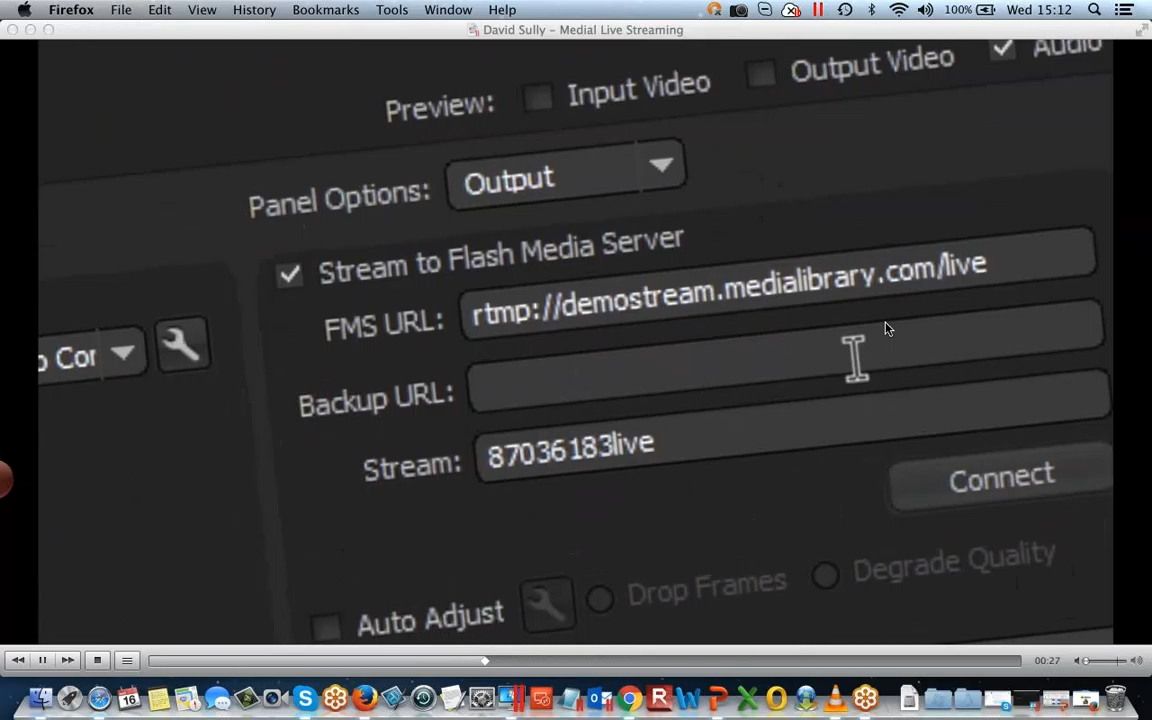 Firefox File Edit View History Bookmarks Tools Window Help 100% Wed 15:12
David Sully - Medial Live Streaming
Preview: Input Video Output Video Audio
Panel Options: Output
Stream to Flash Media Server
FMS URL: rtmp://demostream.medialibrary.com/live
Backup URL:
Stream: 87036183live
Connect
Auto Adjust Drop Frames Degrade Quality
00:27